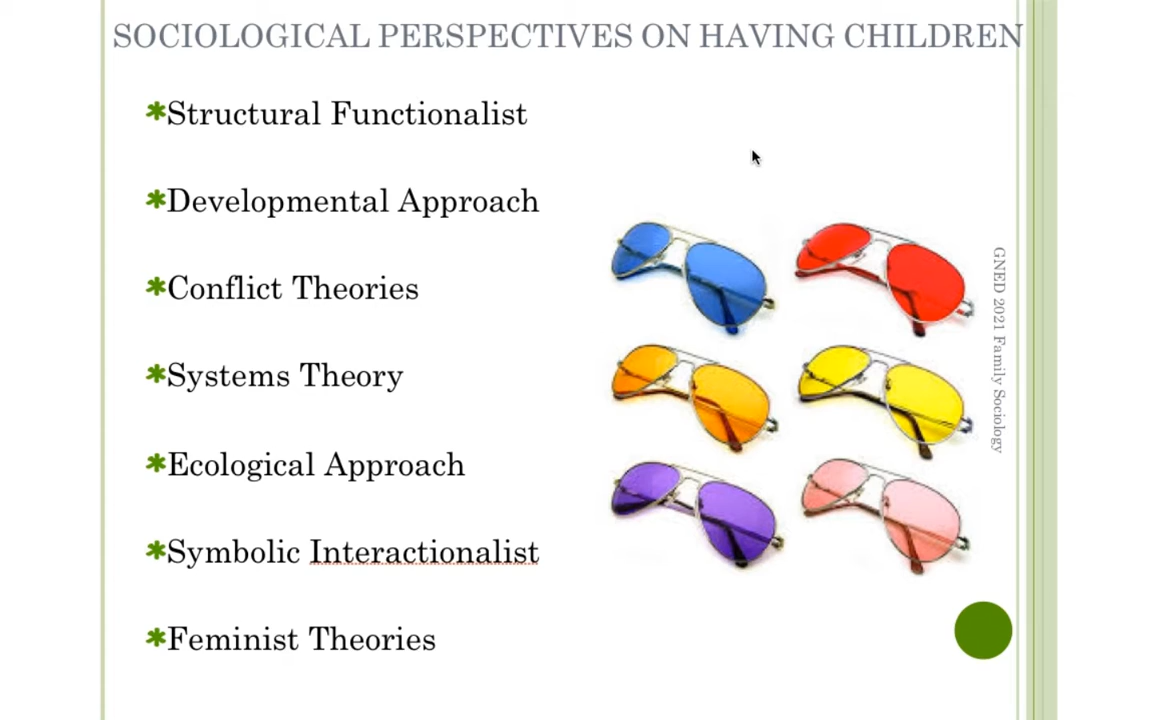 SOCIOLOGICAL PERSPECTIVES ON HAVING CHILDREN
Structural Functionalist
Developmental Approach
Conflict Theories
Systems Theory
Ecological Approach
Symbolic Interactionalist
Feminist Theories
GNED 2021 Family Sociology